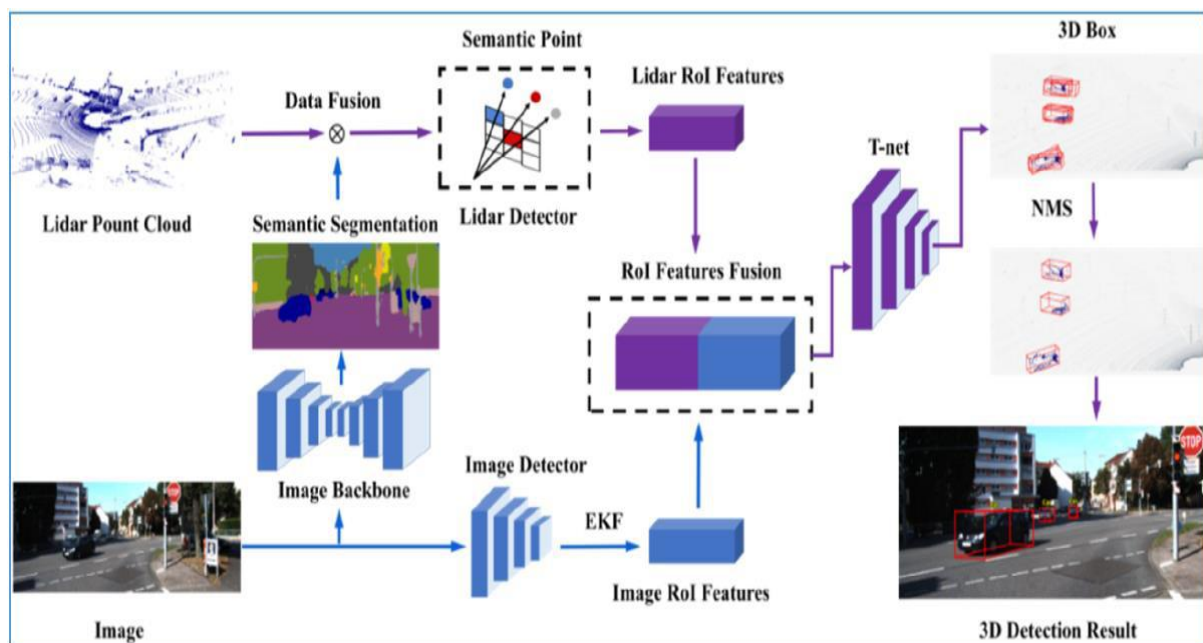 Semantic Point
3D Box
Lidar RoI Features
Data Fusion
T-net
Lidar Pount Cloud
Semantic Segmentation
Lidar Detector
NMS
RoI Features Fusion
STOP
Image Detector
Image Backbone
STOP
EKF
Image RoI Features
Image
3D Detection Result